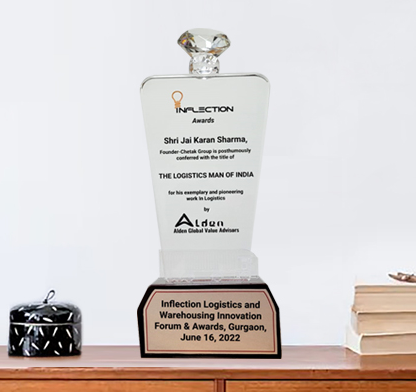 INFLECTION
Awards
Shri Jai Karan Sharma,
Founder-Chetak Group is posthumously
conferred with the title of
THE LOGISTICS MAN OF INDIA
for his exemplary and pioneering
work in Logistics
by
Alden
Alden Global Value Advisors
Inflection Logistics and
Warehousing Innovation
Forum & Awards, Gurgaon,
June 16, 2022